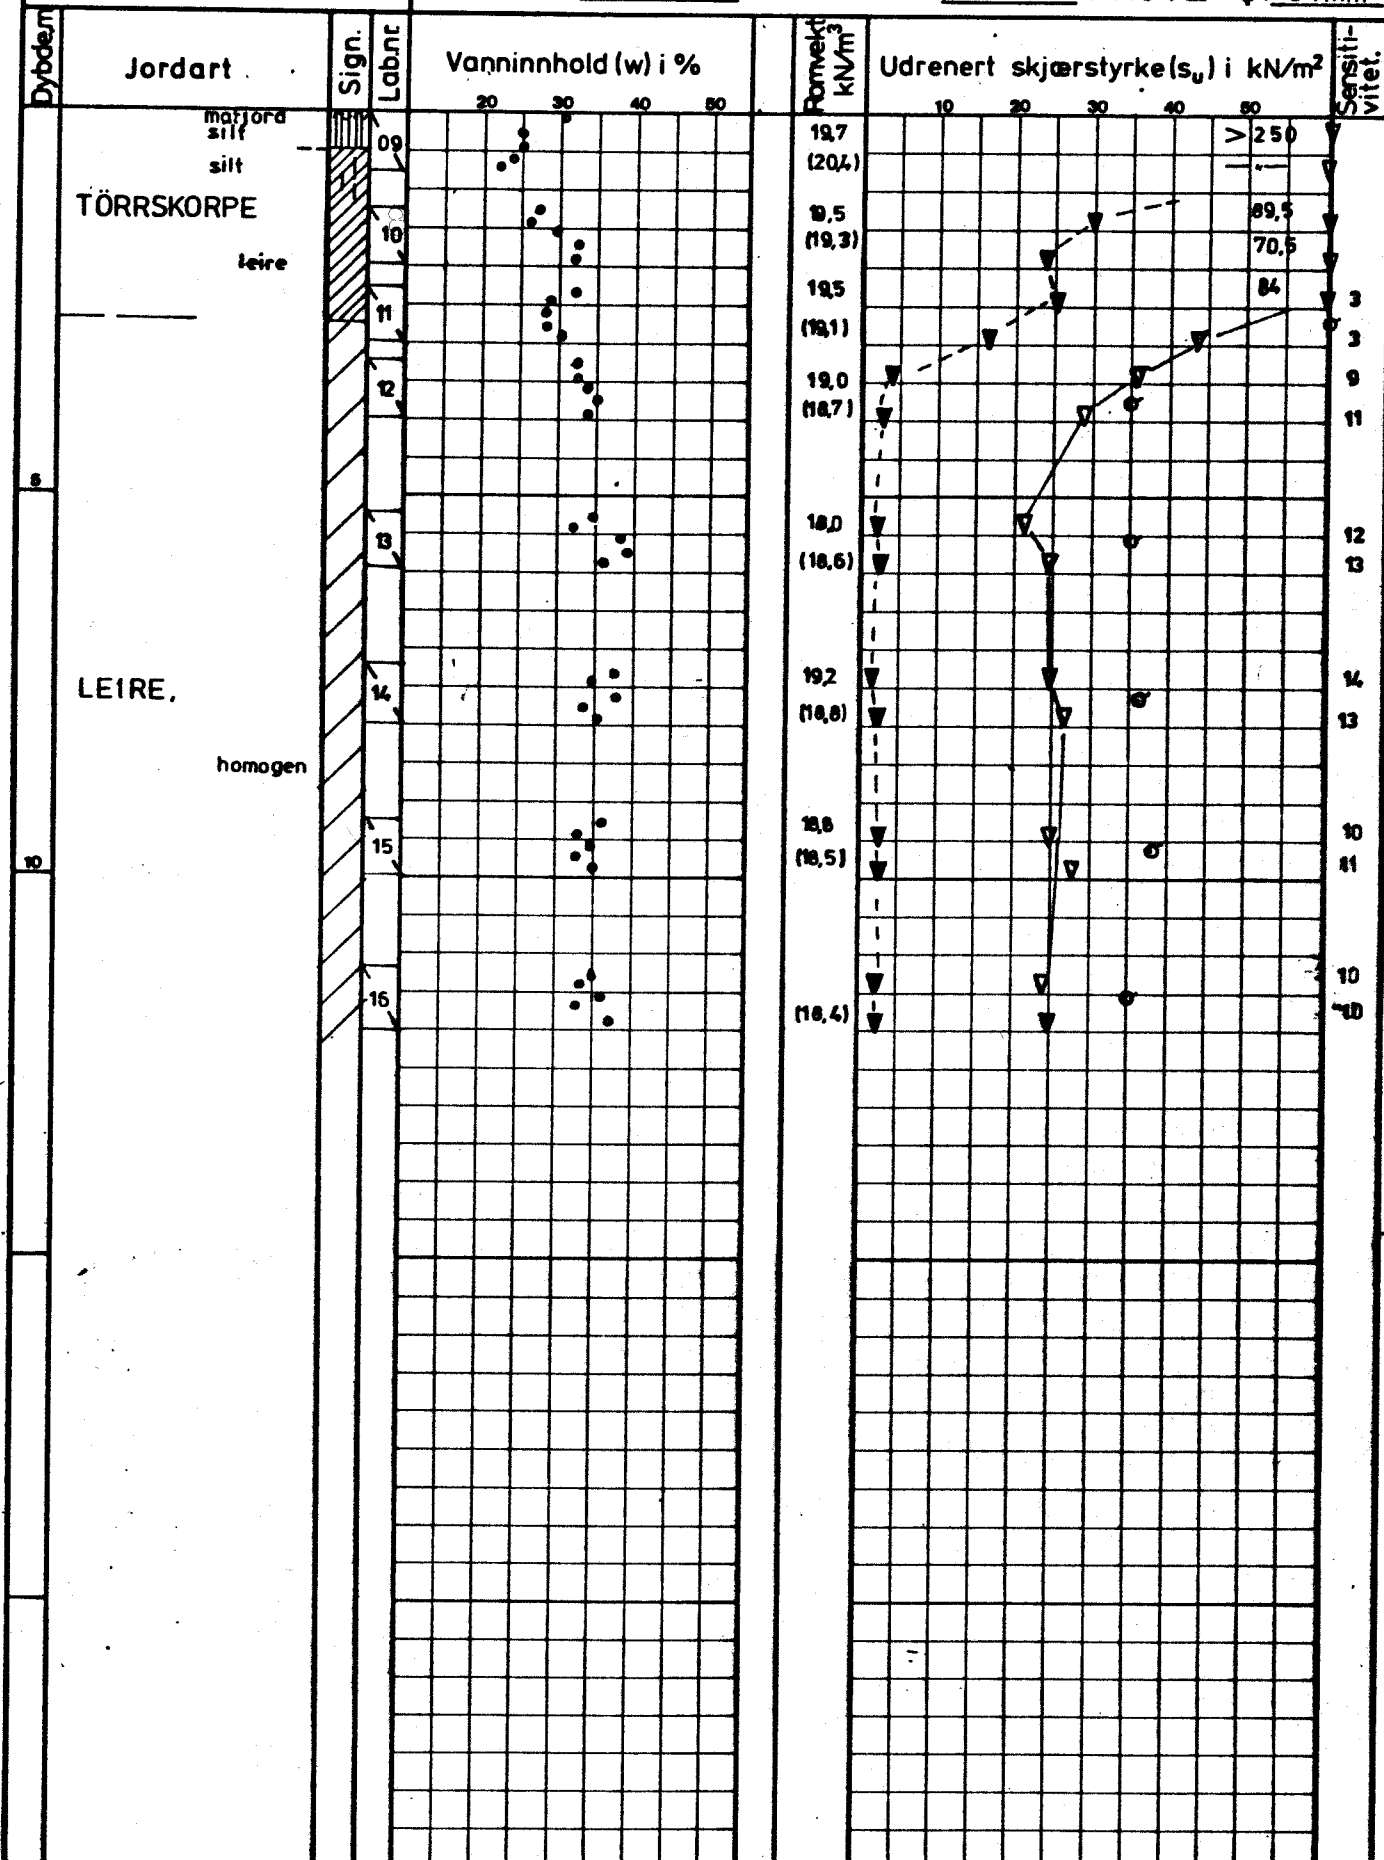 Dybde,m
Jordart
Sign.
Lab.nr.
Vanninnhold (w) i %
20 30 40 50
Romvekt kN/m³
Udrenert skjærstyrke (su) i kN/m²
10 20 30 40 50
Sensiti-
vitet.
matjord
silt
09
19,7
>250
silt
(20,4)
—"—
TÖRRSKORPE
10
19,5
89,5
(19,3)
70,5
leire
11
19,5
84
3
(19,1)
3
12
19,0
9
(18,7)
11
5
13
18,0
12
(18,6)
13
LEIRE.
14
19,2
14
(18,8)
13
homogen
15
18,8
10
10
(18,5)
11
16
10
(18,4)
10